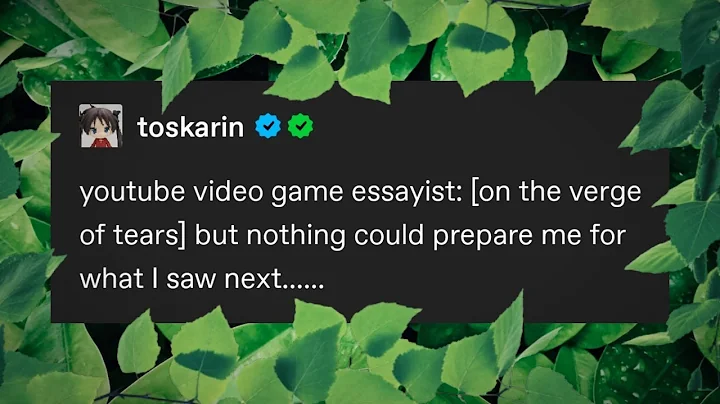 toskarin
youtube video game essayist: [on the verge
of tears] but nothing could prepare me for
what I saw next......